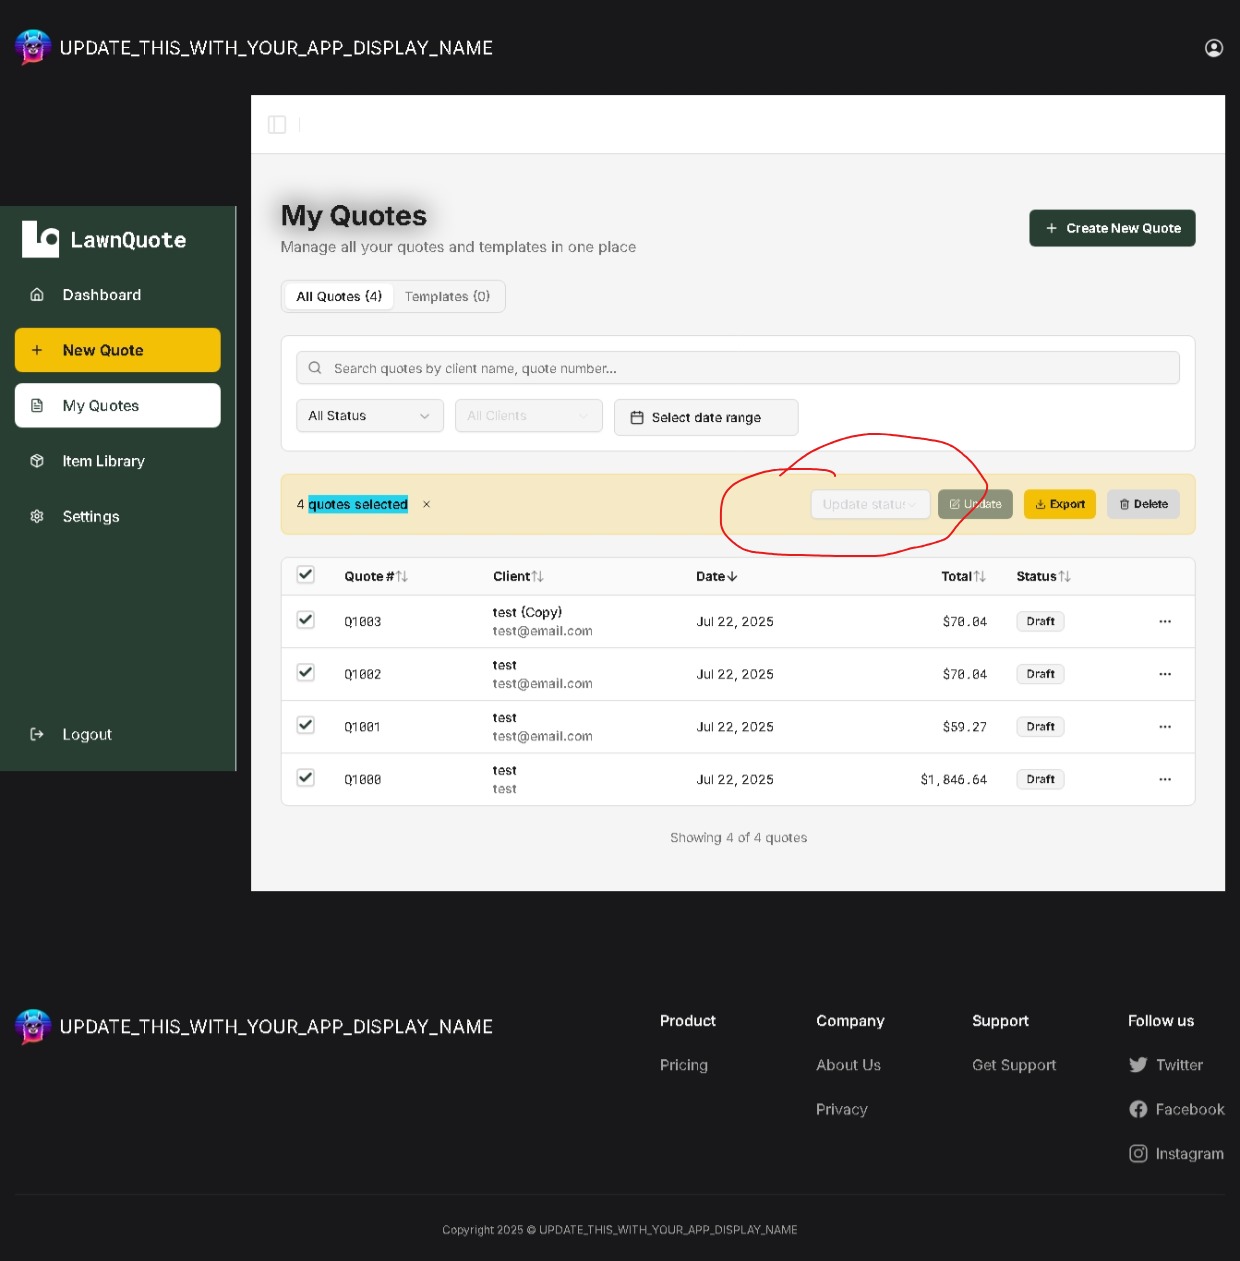 UPDATE_THIS_WITH_YOUR_APP_DISPLAY_NAME
LawnQuote
Dashboard
New Quote
My Quotes
Item Library
Settings
Logout
My Quotes
Manage all your quotes and templates in one place
Create New Quote
All Quotes (4) Templates (0)
Search quotes by client name, quote number...
All Status All Clients Select date range
4 quotes selected Update status Update Export Delete
Quote # Client Date Total Status
Q1003 test (Copy) Jul 22, 2025 $70.04 Draft
test@email.com
Q1002 test Jul 22, 2025 $70.04 Draft
test@email.com
Q1001 test Jul 22, 2025 $59.27 Draft
test@email.com
Q1000 test Jul 22, 2025 $1,846.64 Draft
test
Showing 4 of 4 quotes
UPDATE_THIS_WITH_YOUR_APP_DISPLAY_NAME
Product Company Support Follow us
Pricing About Us Get Support Twitter
Privacy Facebook
Instagram
Copyright 2025 © UPDATE_THIS_WITH_YOUR_APP_DISPLAY_NAME